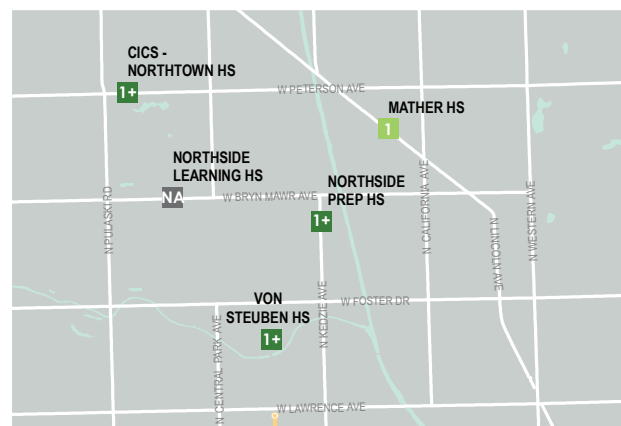 CICS -
NORTHTOWN HS
1+
W PETERSON AVE
MATHER HS
1
NORTHSIDE
LEARNING HS
NA
W BRYN MAWR AVE
NORTHSIDE
PREP HS
1+
N PULASKI RD
N CALIFORNIA AVE
N LINCOLN AVE
N WESTERN AVE
VON
STEUBEN HS
1+
W FOSTER DR
N KEDZIE AVE
N CENTRAL PARK AVE
W LAWRENCE AVE